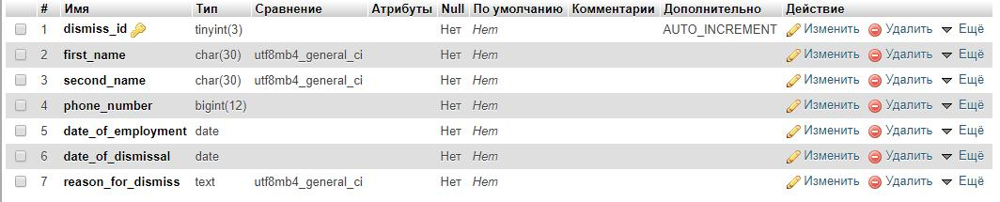 # Имя Тип Сравнение Атрибуты Null По умолчанию Комментарии Дополнительно Действие
1 dismiss_id tinyint(3) Нет Нет AUTO_INCREMENT Изменить Удалить Ещё
2 first_name char(30) utf8mb4_general_ci Нет Нет Изменить Удалить Ещё
3 second_name char(30) utf8mb4_general_ci Нет Нет Изменить Удалить Ещё
4 phone_number bigint(12) Нет Нет Изменить Удалить Ещё
5 date_of_employment date Нет Нет Изменить Удалить Ещё
6 date_of_dismissal date Нет Нет Изменить Удалить Ещё
7 reason_for_dismiss text utf8mb4_general_ci Нет Нет Изменить Удалить Ещё